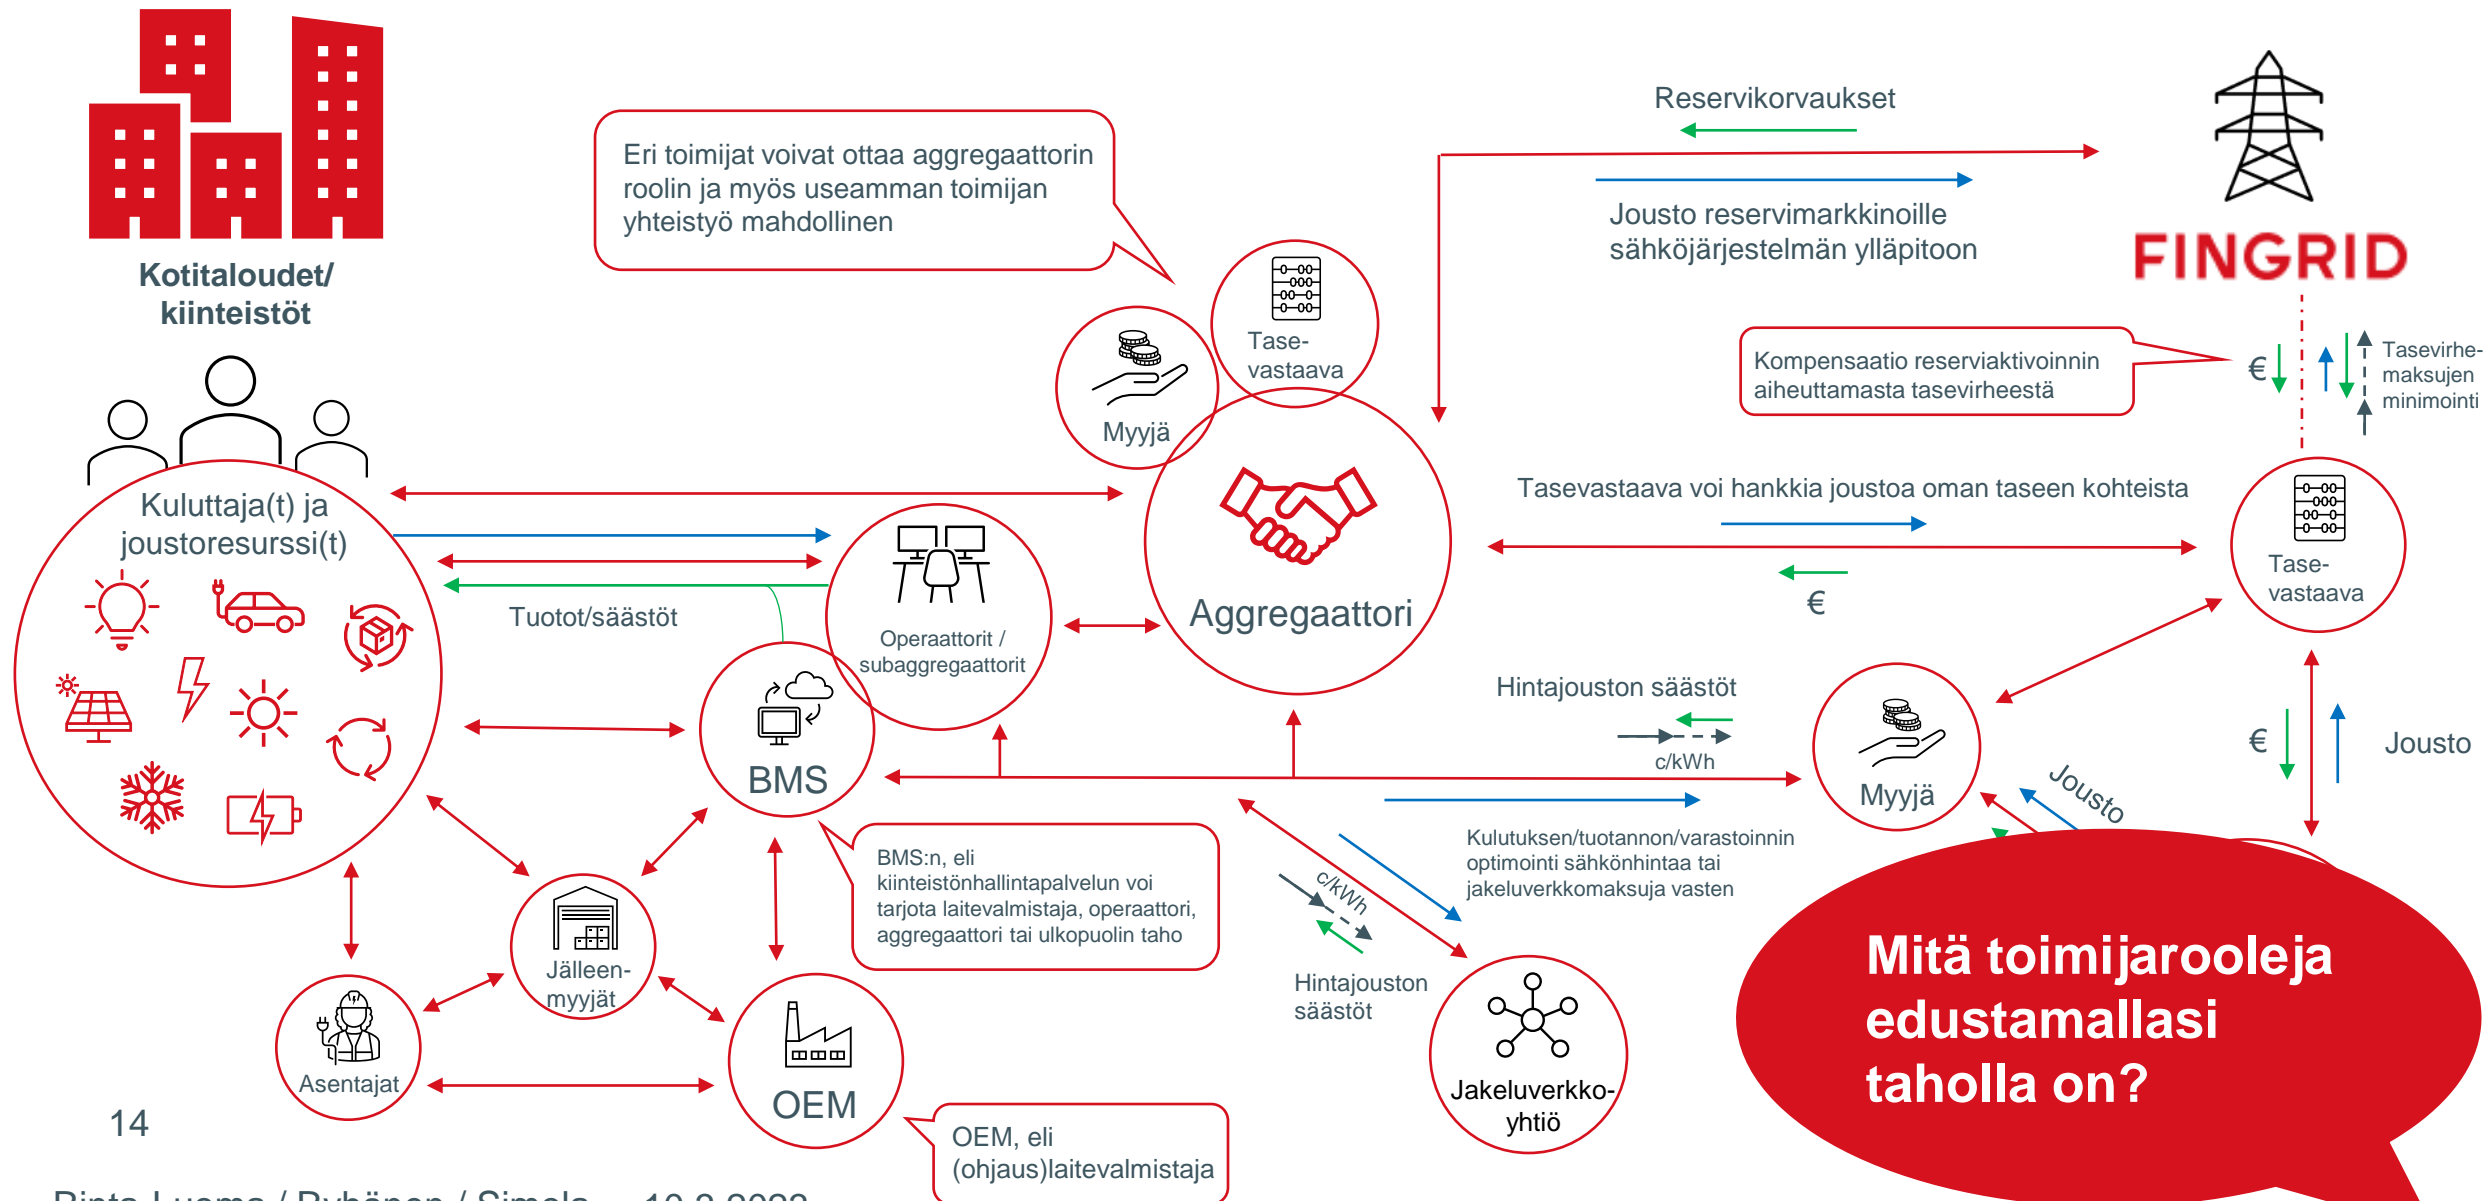 Kotitaloudet/
kiinteistöt
Eri toimijat voivat ottaa aggregaattorin
roolin ja myös useamman toimijan
yhteistyö mahdollinen
Reservikorvaukset
Jousto reservimarkkinoille
sähköjärjestelmän ylläpitoon
FINGRID
Tase-
vastaava
Myyjä
Kompensaatio reserviaktivoinnin
aiheuttamasta tasevirheestä
€
Tasevirhe-
maksujen
minimointi
Kuluttaja(t) ja
joustoresurssi(t)
Tuotot/säästöt
Operaattorit /
subaggregaattorit
Aggregaattori
Tasevastaava voi hankkia joustoa oman taseen kohteista
€
Tase-
vastaava
BMS
Hintajouston säästöt
c/kWh
Myyjä
€
Jousto
Jousto
Kulutuksen/tuotannon/varastoinnin
optimointi sähkönhintaa tai
jakeluverkkomaksuja vasten
BMS:n, eli
kiinteistönhallintapalvelun voi
tarjota laitevalmistaja, operaattori,
aggregaattori tai ulkopuolin taho
c/kWh
Hintajouston
säästöt
Jälleen-
myyjät
Asentajat
OEM
OEM, eli
(ohjaus)laitevalmistaja
Jakeluverkko-
yhtiö
Mitä toimijarooleja
edustamallasi
taholla on?
14